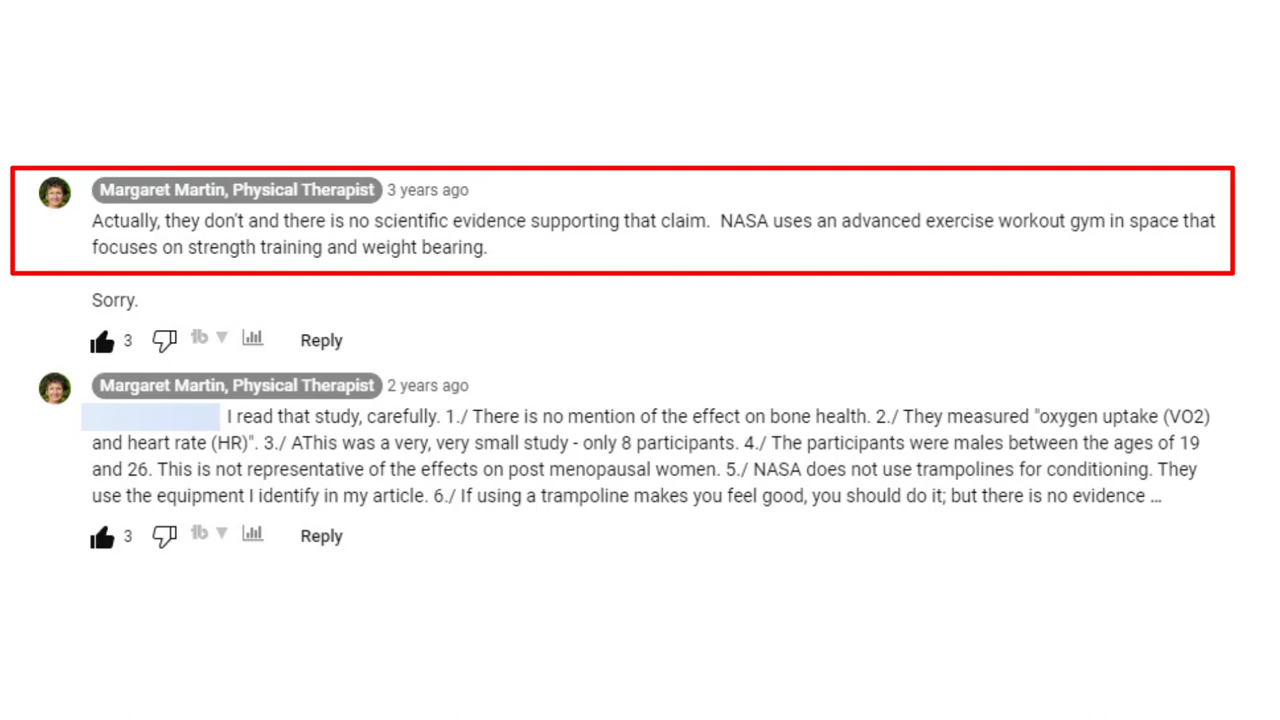 Margaret Martin, Physical Therapist 3 years ago
Actually, they don't and there is no scientific evidence supporting that claim.  NASA uses an advanced exercise workout gym in space that
focuses on strength training and weight bearing.
Sorry.
3 Reply
Margaret Martin, Physical Therapist 2 years ago
I read that study, carefully. 1./ There is no mention of the effect on bone health. 2./ They measured "oxygen uptake (VO2)
and heart rate (HR)". 3./ AThis was a very, very small study - only 8 participants. 4./ The participants were males between the ages of 19
and 26. This is not representative of the effects on post menopausal women. 5./ NASA does not use trampolines for conditioning. They
use the equipment I identify in my article. 6./ If using a trampoline makes you feel good, you should do it; but there is no evidence ...
3 Reply